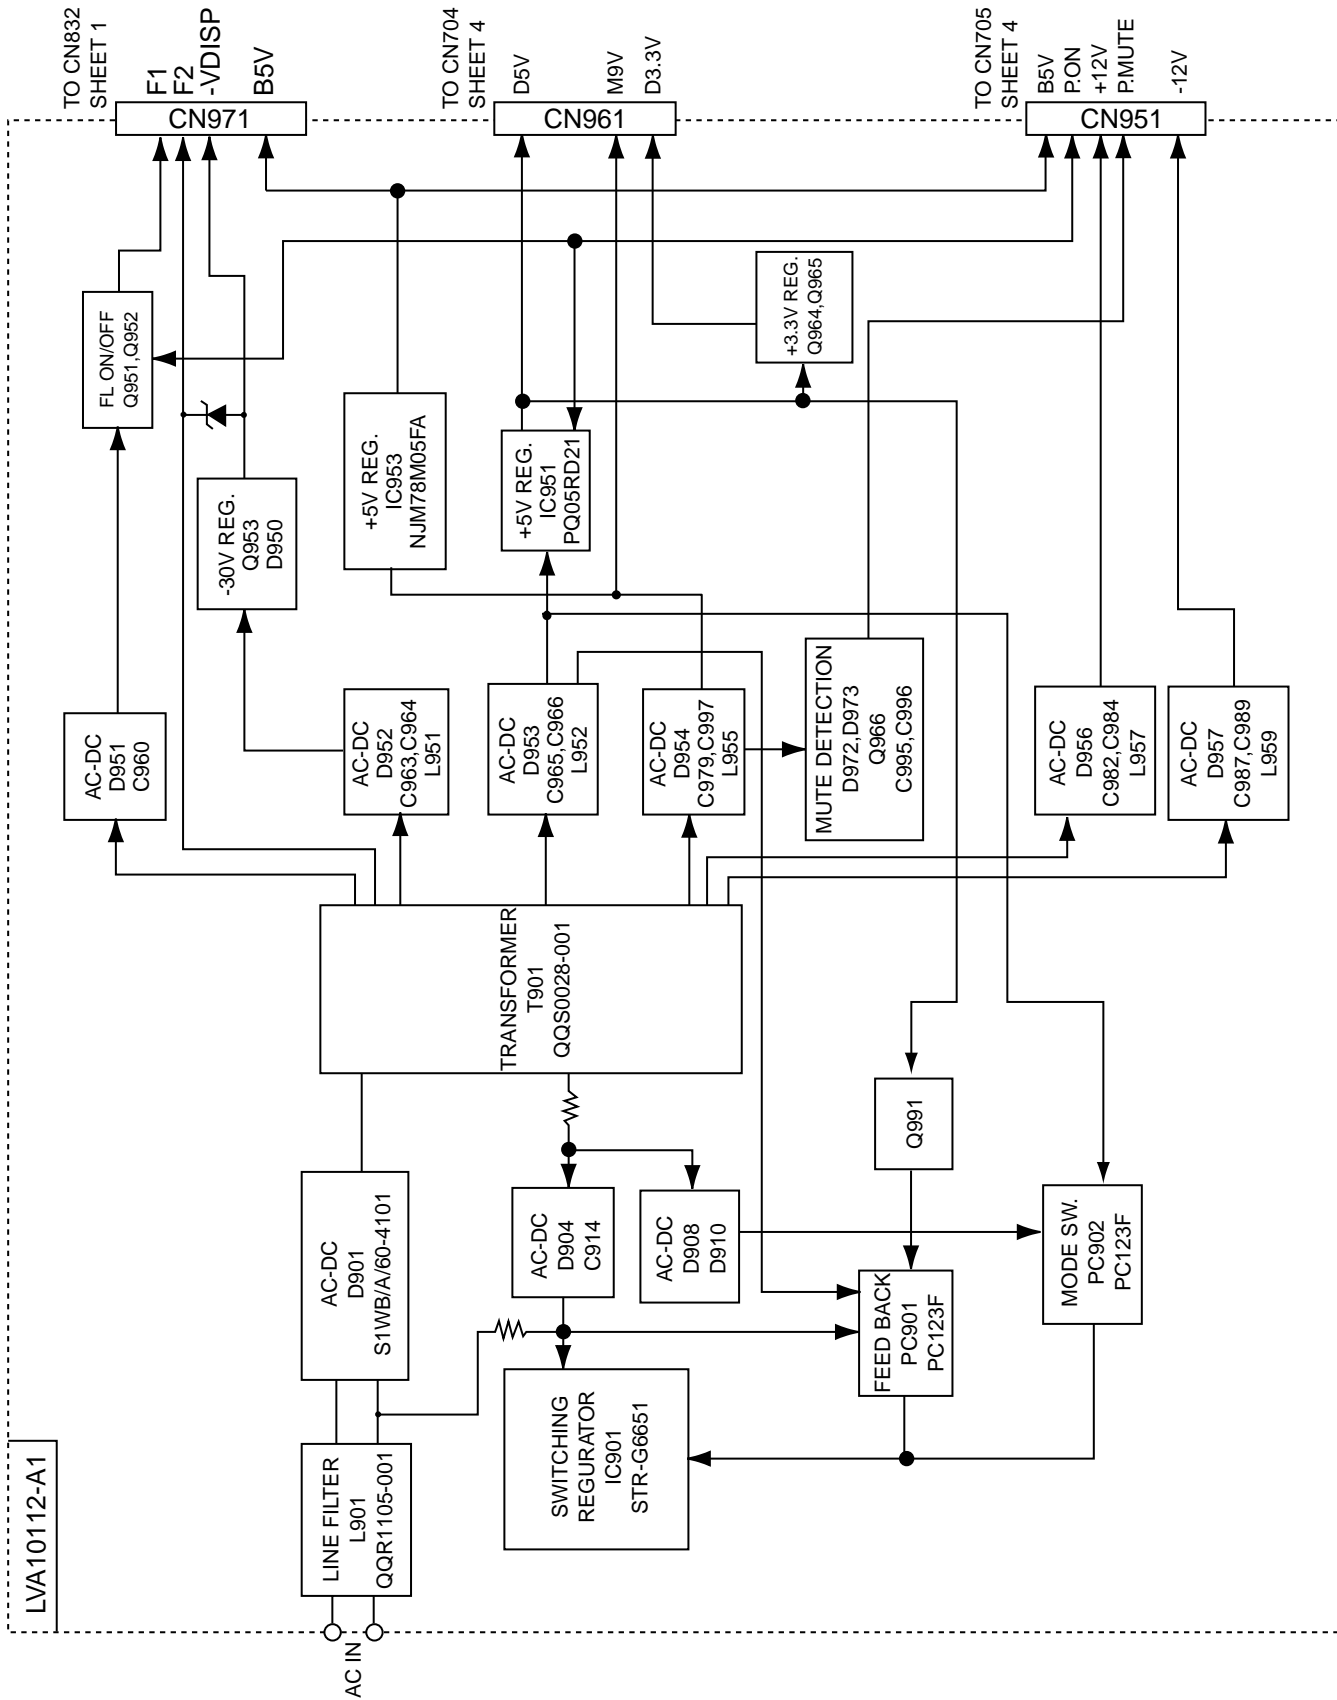 TO CN832
SHEET 1
F1
F2
-VDISP
B5V
CN971
TO CN704
SHEET 4
D5V
M9V
D3.3V
CN961
TO CN705
SHEET 4
B5V
P.ON
+12V
P.MUTE
-12V
CN951
FL ON/OFF
Q951,Q952
-30V REG.
Q953
D950
+5V REG.
IC953
NJM78M05FA
+5V REG.
IC951
PQ05RD21
+3.3V REG.
Q964,Q965
AC-DC
D951
C960
AC-DC
D952
C963,C964
L951
AC-DC
D953
C965,C966
L952
AC-DC
D954
C979,C997
L955
MUTE DETECTION
D972,D973
Q966
C995,C996
AC-DC
D956
C982,C984
L957
AC-DC
D957
C987,C989
L959
TRANSFORMER
T901
QQS0028-001
AC-DC
D901
S1WB/A/60-4101
AC-DC
D904
C914
AC-DC
D908
D910
Q991
MODE SW.
PC902
PC123F
FEED BACK
PC901
PC123F
SWITCHING
REGURATOR
IC901
STR-G6651
LINE FILTER
L901
QQR1105-001
AC IN
LVA10112-A1